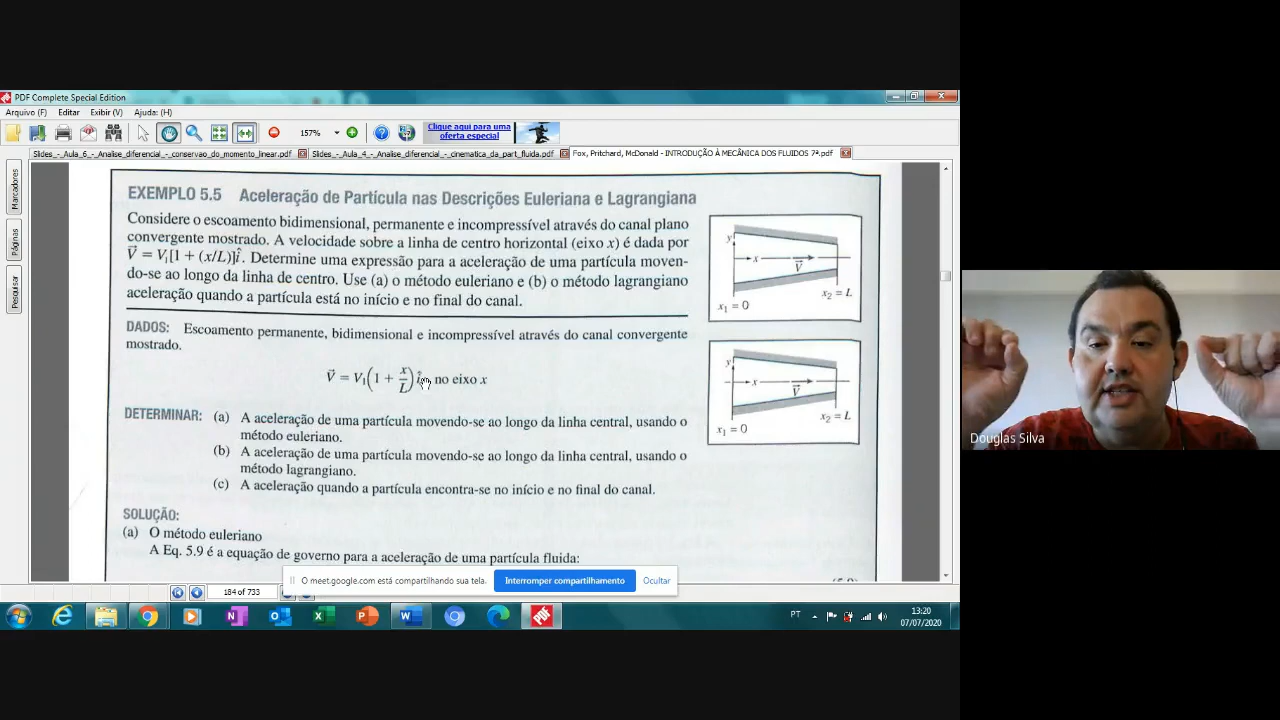 PDF Complete Special Edition
Arquivo (F) Editar Exibir (V) Ajuda: (H)
157%
Clique aqui para uma
oferta especial
Slides_-_Aula_6_-_Analise_diferencial_-_conservao_do_momento_linear.pdf
Slides_-_Aula_4_-_Analise_diferencial_-_cinematica_da_part_fluida.pdf
Fox, Pritchard, McDonald - INTRODUÇÃO À MECÂNICA DOS FLUIDOS 7ª.pdf
Marcadores
Páginas
Pesquisar
EXEMPLO 5.5 Aceleração de Partícula nas Descrições Euleriana e Lagrangiana
Considere o escoamento bidimensional, permanente e incompressível através do canal plano
convergente mostrado. A velocidade sobre a linha de centro horizontal (eixo x) é dada por
V⃗ = V₁[1 + (x/L)]î. Determine uma expressão para a aceleração de uma partícula moven-
do-se ao longo da linha de centro. Use (a) o método euleriano e (b) o método lagrangiano
aceleração quando a partícula está no início e no final do canal.
y
x
V⃗
x₁ = 0
x₂ = L
DADOS: Escoamento permanente, bidimensional e incompressível através do canal convergente
mostrado.
V⃗ = V₁(1 + x/L) î no eixo x
y
x
V⃗
x₁ = 0
x₂ = L
DETERMINAR: (a) A aceleração de uma partícula movendo-se ao longo da linha central, usando o
método euleriano.
(b) A aceleração de uma partícula movendo-se ao longo da linha central, usando o
método lagrangiano.
(c) A aceleração quando a partícula encontra-se no início e no final do canal.
SOLUÇÃO:
(a) O método euleriano
A Eq. 5.9 é a equação de governo para a aceleração de uma partícula fluida:
O meet.google.com está compartilhando sua tela.
Interromper compartilhamento
Ocultar
184 of 733
PT
13:20
07/07/2020
Douglas Silva